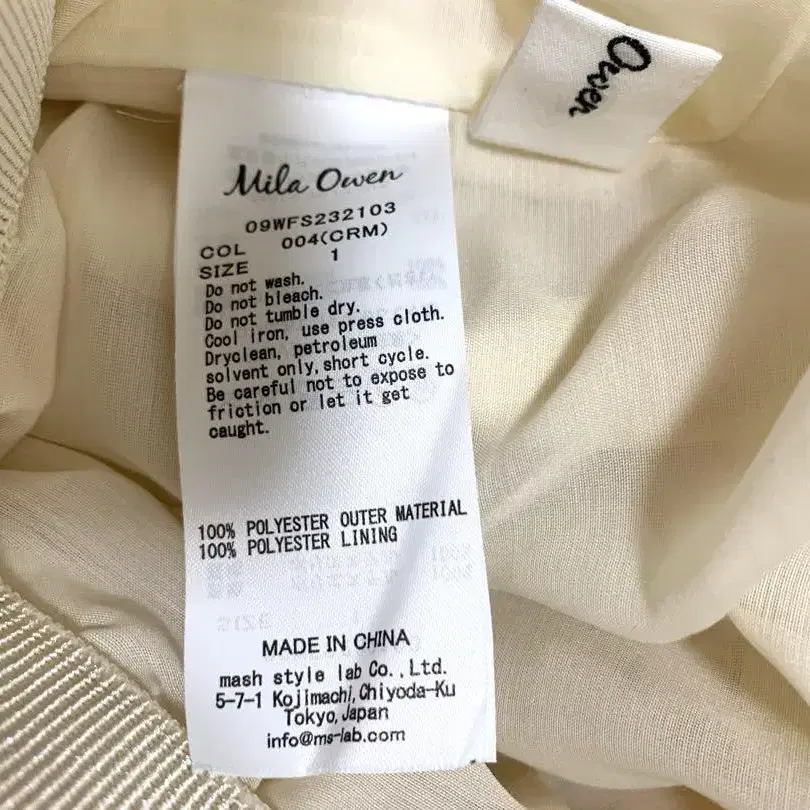 Owen
Mila Owen
09WFS232103
COL 004(CRM)
SIZE 1
Do not wash.
Do not bleach.
Do not tumble dry.
Cool iron, use press cloth.
Dryclean, petroleum
solvent only, short cycle.
Be careful not to expose to
friction or let it get
caught.
100% POLYESTER OUTER MATERIAL
100% POLYESTER LINING
MADE IN CHINA
mash style lab Co.,Ltd.
5-7-1 Kojimachi,Chiyoda-Ku
Tokyo,Japan
info@ms-lab.com